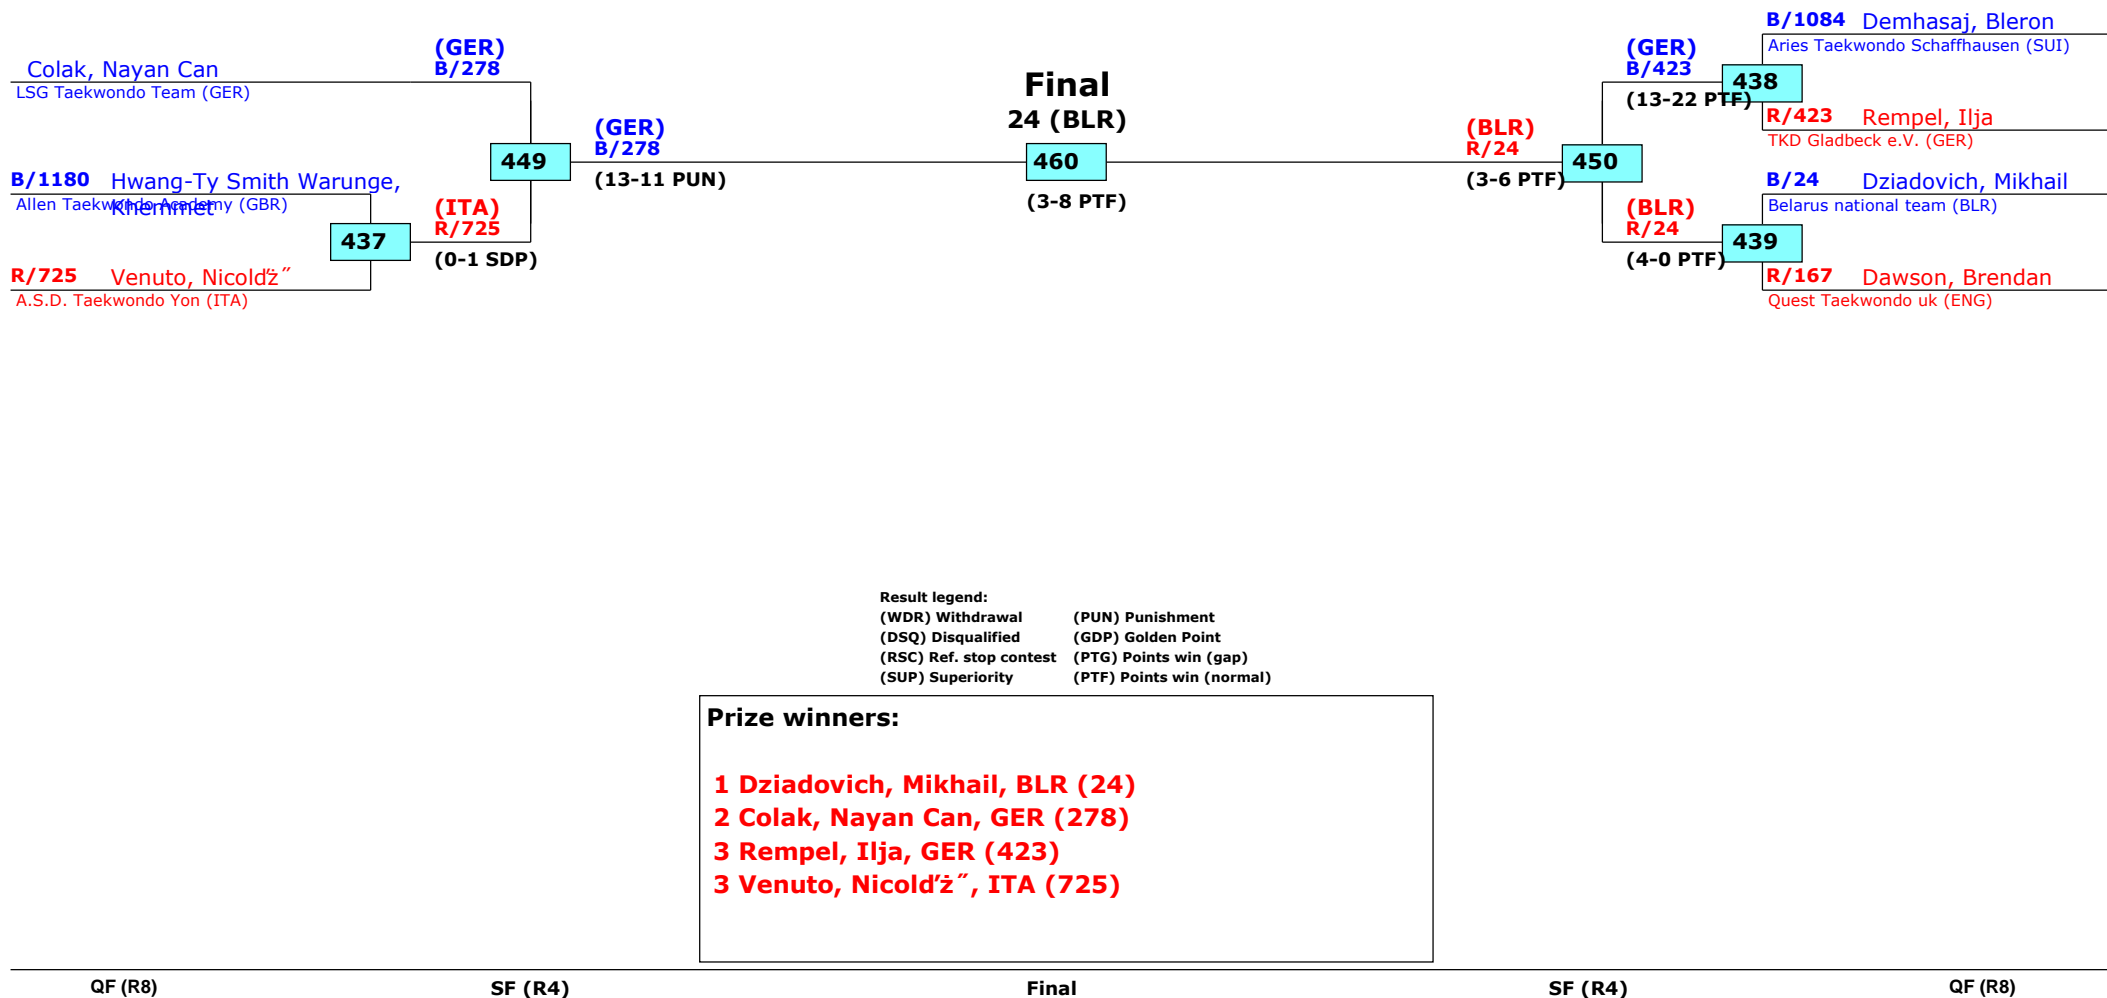 Colak, Nayan Can
LSG Taekwondo Team (GER)
(GER)
B/278
B/1180 Hwang-Ty Smith Warunge,
Khemmet
Allen Taekwondo Academy (GBR)
R/725 Venuto, Nicolďż˝
A.S.D. Taekwondo Yon (ITA)
437
(ITA)
R/725
(0-1 SDP)
449
(GER)
B/278
(13-11 PUN)
Final
24 (BLR)
460
(3-8 PTF)
(BLR)
R/24
(3-6 PTF)
450
(GER)
B/423
(13-22 PTF)
438
(BLR)
R/24
(4-0 PTF)
439
B/1084 Demhasaj, Bleron
Aries Taekwondo Schaffhausen (SUI)
R/423 Rempel, Ilja
TKD Gladbeck e.V. (GER)
B/24 Dziadovich, Mikhail
Belarus national team (BLR)
R/167 Dawson, Brendan
Quest Taekwondo uk (ENG)
Result legend:
(WDR) Withdrawal (PUN) Punishment
(DSQ) Disqualified (GDP) Golden Point
(RSC) Ref. stop contest (PTG) Points win (gap)
(SUP) Superiority (PTF) Points win (normal)
Prize winners:
1 Dziadovich, Mikhail, BLR (24)
2 Colak, Nayan Can, GER (278)
3 Rempel, Ilja, GER (423)
3 Venuto, Nicolďż˝, ITA (725)
QF (R8) SF (R4) Final SF (R4) QF (R8)